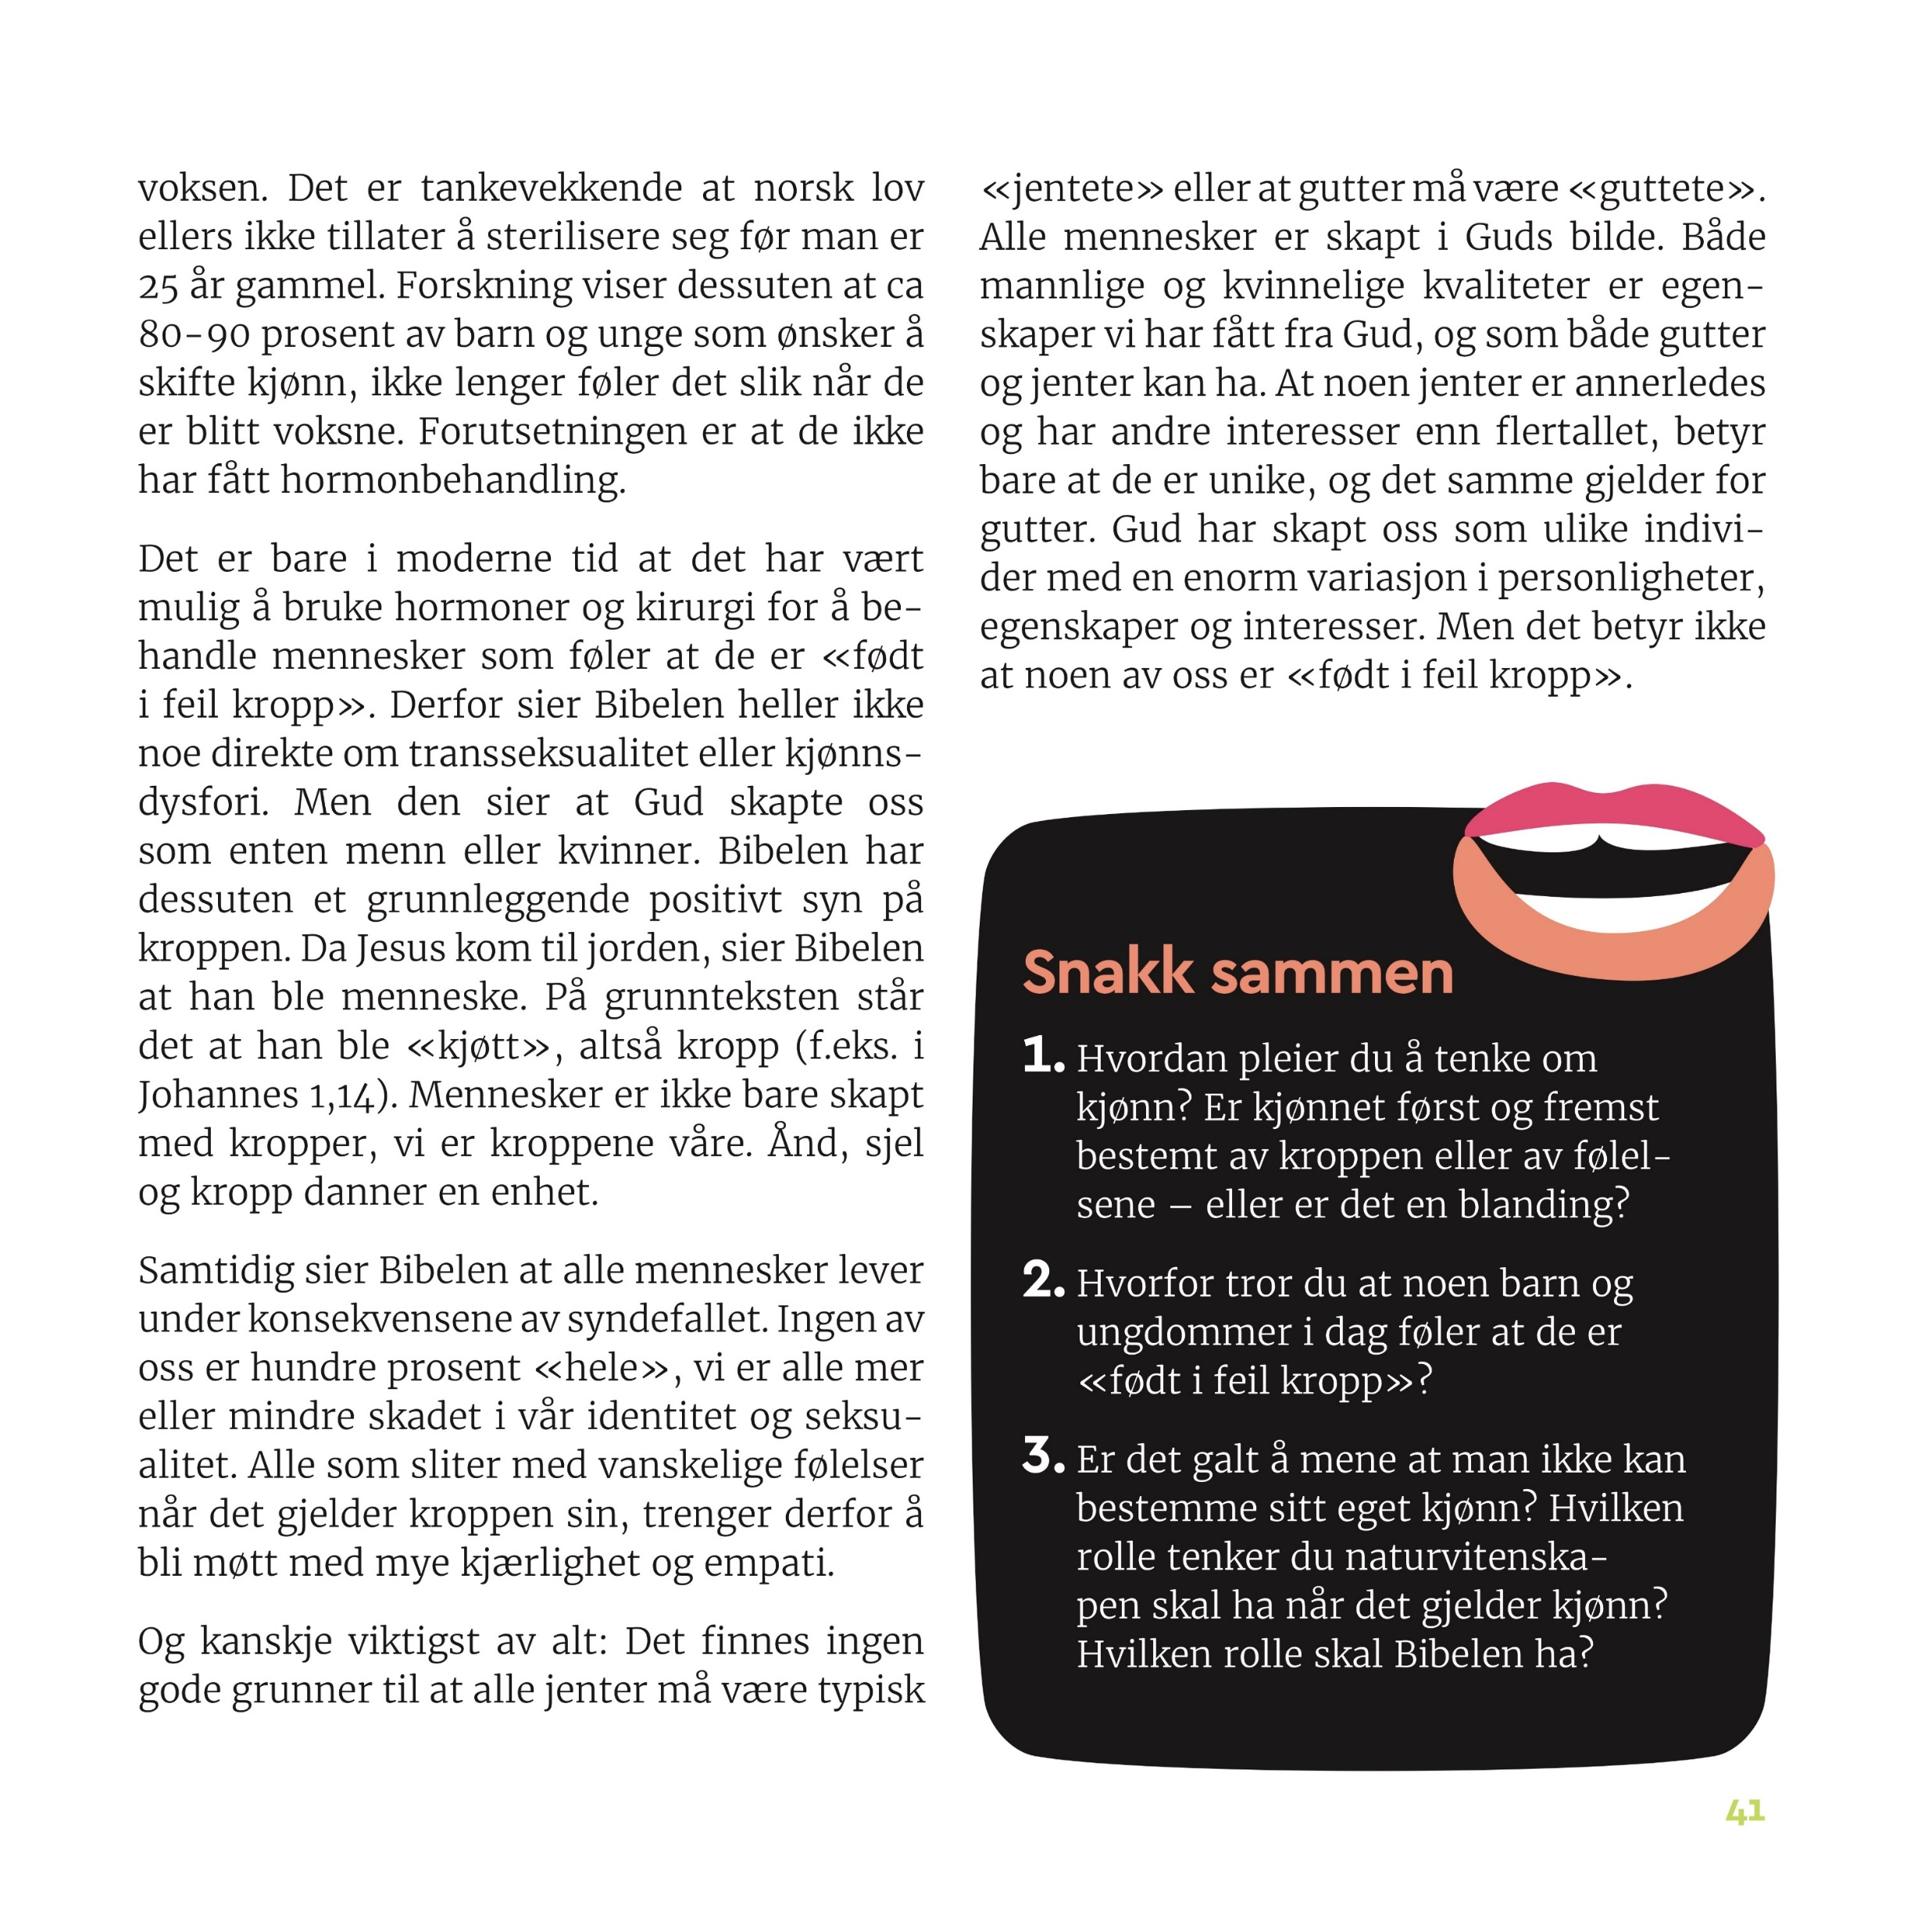 voksen. Det er tankevekkende at norsk lov
ellers ikke tillater å sterilisere seg før man er
25 år gammel. Forskning viser dessuten at ca
80-90 prosent av barn og unge som ønsker å
skifte kjønn, ikke lenger føler det slik når de
er blitt voksne. Forutsetningen er at de ikke
har fått hormonbehandling.
Det er bare i moderne tid at det har vært
mulig å bruke hormoner og kirurgi for å be-
handle mennesker som føler at de er «født
i feil kropp». Derfor sier Bibelen heller ikke
noe direkte om transseksualitet eller kjønns-
dysfori. Men den sier at Gud skapte oss
som enten menn eller kvinner. Bibelen har
dessuten et grunnleggende positivt syn på
kroppen. Da Jesus kom til jorden, sier Bibelen
at han ble menneske. På grunnteksten står
det at han ble «kjøtt», altså kropp (f.eks. i
Johannes 1,14). Mennesker er ikke bare skapt
med kropper, vi er kroppene våre. Ånd, sjel
og kropp danner en enhet.
Samtidig sier Bibelen at alle mennesker lever
under konsekvensene av syndefallet. Ingen av
oss er hundre prosent «hele», vi er alle mer
eller mindre skadet i vår identitet og seksu-
alitet. Alle som sliter med vanskelige følelser
når det gjelder kroppen sin, trenger derfor å
bli møtt med mye kjærlighet og empati.
Og kanskje viktigst av alt: Det finnes ingen
gode grunner til at alle jenter må være typisk
«jentete» eller at gutter må være «guttete».
Alle mennesker er skapt i Guds bilde. Både
mannlige og kvinnelige kvaliteter er egen-
skaper vi har fått fra Gud, og som både gutter
og jenter kan ha. At noen jenter er annerledes
og har andre interesser enn flertallet, betyr
bare at de er unike, og det samme gjelder for
gutter. Gud har skapt oss som ulike indivi-
der med en enorm variasjon i personligheter,
egenskaper og interesser. Men det betyr ikke
at noen av oss er «født i feil kropp».
Snakk sammen
1. Hvordan pleier du å tenke om
kjønn? Er kjønnet først og fremst
bestemt av kroppen eller av følel-
sene – eller er det en blanding?
2. Hvorfor tror du at noen barn og
ungdommer i dag føler at de er
«født i feil kropp»?
3. Er det galt å mene at man ikke kan
bestemme sitt eget kjønn? Hvilken
rolle tenker du naturvitenska-
pen skal ha når det gjelder kjønn?
Hvilken rolle skal Bibelen ha?
41